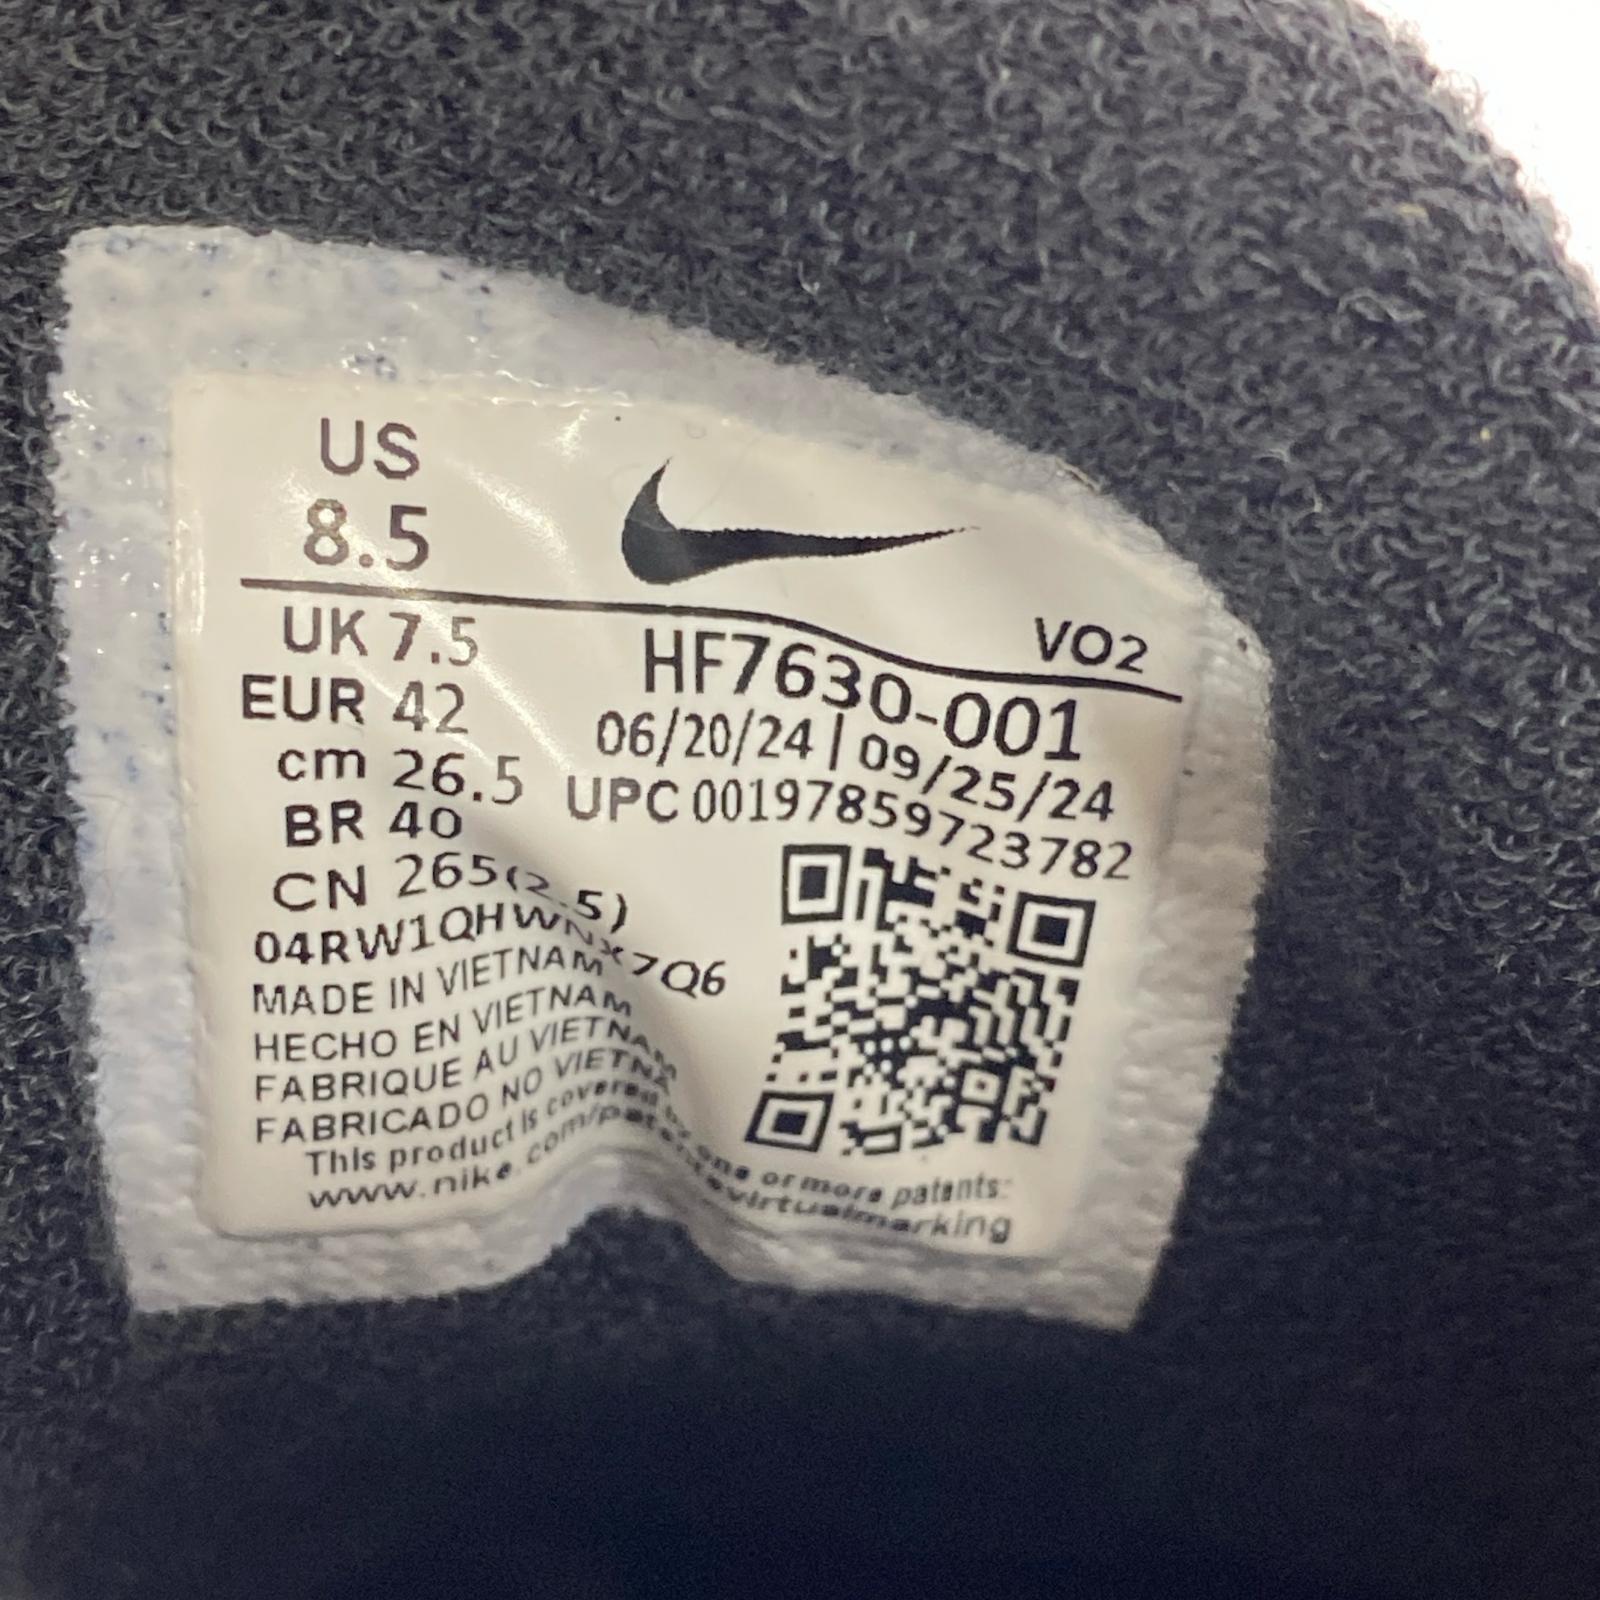 US
8.5
UK 7.5
EUR 42
cm 26.5
BR 40
CN 265(2.5)
VO2
HF7630-001
06/20/24 | 09/25/24
UPC 00197859723782
04RW1QHWNX7Q6
MADE IN VIETNAM
HECHO EN VIETNAM
FABRIQUE AU VIETNAM
FABRICADO NO VIETNA
This product is covered by one or more patents:
www.nike.com/patents virtualmarking